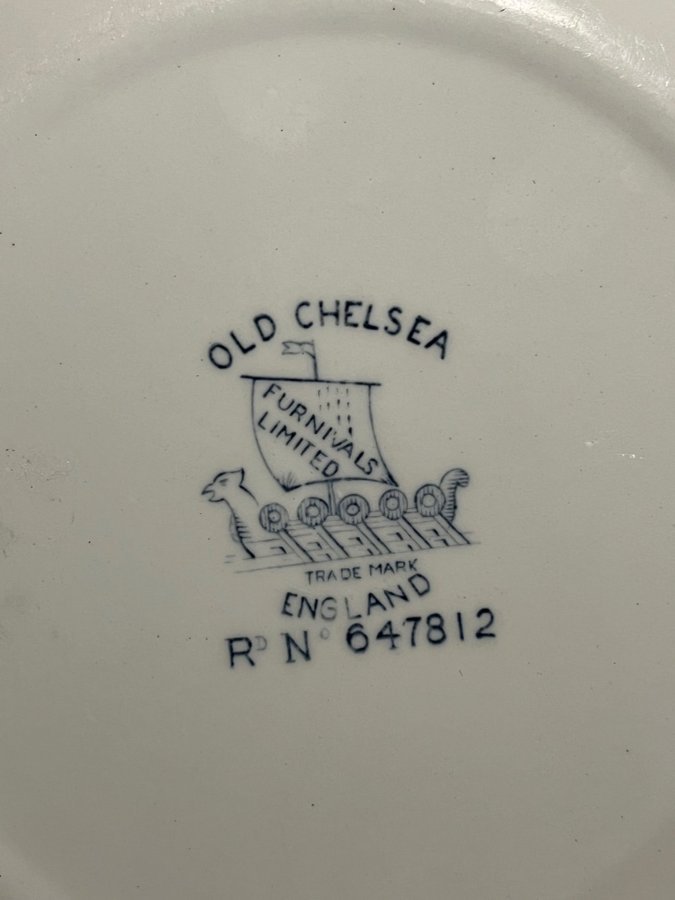 OLD CHELSEA
FURNIVALS
LIMITED
TRADE MARK
ENGLAND
RD No 647812